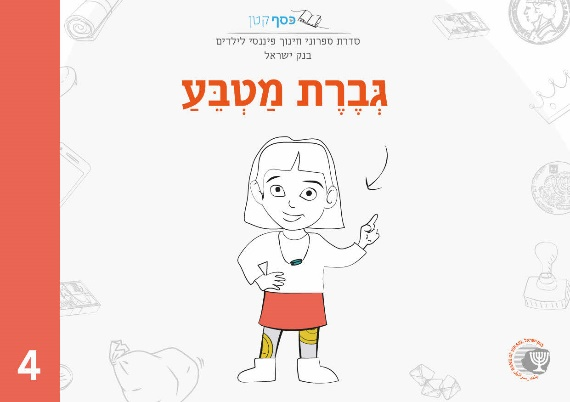 כסף קטן
סדרת ספרוני חינוך פיננסי לילדים
בנק ישראל
גְּבֶרֶת מַטְבֵּעַ
4